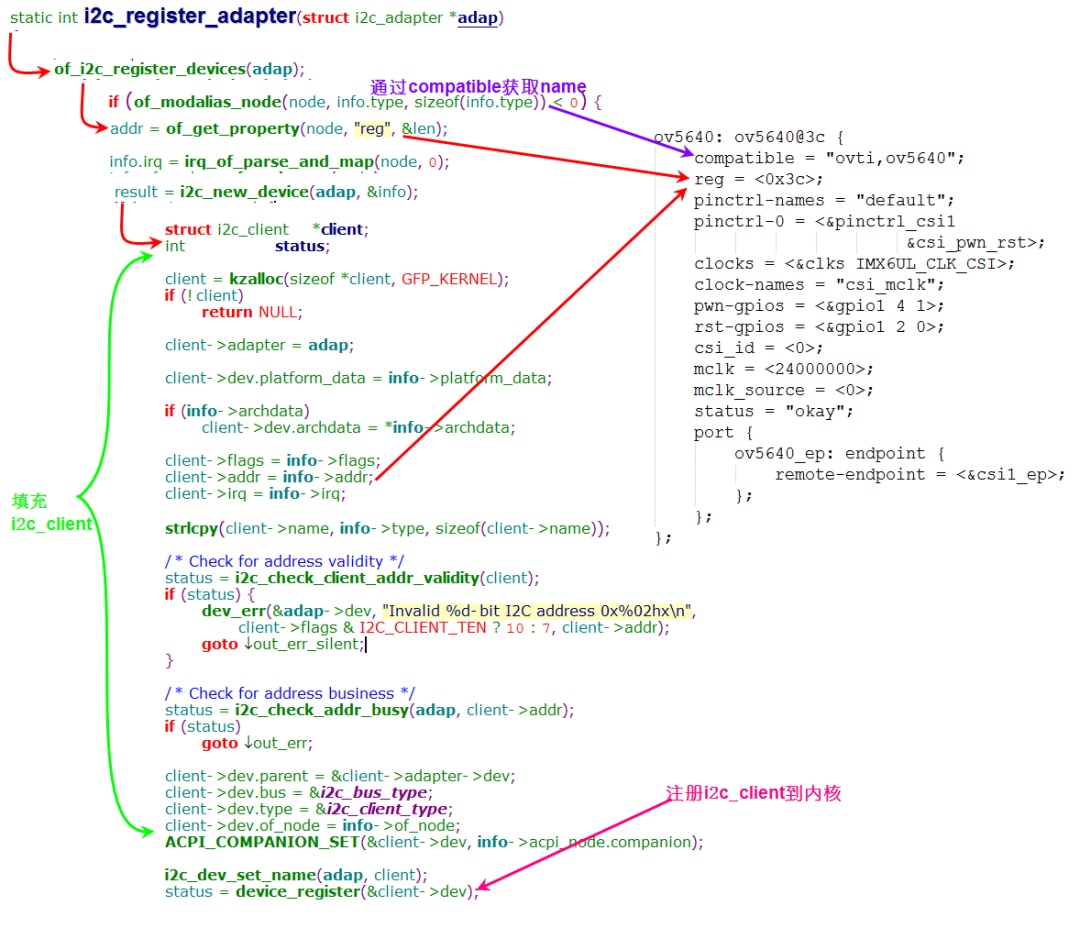 static int i2c_register_adapter(struct i2c_adapter *adap)
of_i2c_register_devices(adap);
通过compatible获取name
if (of_modalias_node(node, info.type, sizeof(info.type)) < 0) {
addr = of_get_property(node, "reg", &len);
info.irq = irq_of_parse_and_map(node, 0);
result = i2c_new_device(adap, &info);
struct i2c_client *client;
int status;
client = kzalloc(sizeof *client, GFP_KERNEL);
if (!client)
return NULL;
client->adapter = adap;
client->dev.platform_data = info->platform_data;
if (info->archdata)
client->dev.archdata = *info->archdata;
client->flags = info->flags;
client->addr = info->addr;
client->irq = info->irq;
strlcpy(client->name, info->type, sizeof(client->name));
/* Check for address validity */
status = i2c_check_client_addr_validity(client);
if (status) {
dev_err(&adap->dev, "Invalid %d-bit I2C address 0x%02hx\n",
client->flags & I2C_CLIENT_TEN ? 10 : 7, client->addr);
goto ↓out_err_silent;
}
/* Check for address business */
status = i2c_check_addr_busy(adap, client->addr);
if (status)
goto ↓out_err;
client->dev.parent = &client->adapter->dev;
client->dev.bus = &i2c_bus_type;
client->dev.type = &i2c_client_type;
client->dev.of_node = info->of_node;
ACPI_COMPANION_SET(&client->dev, info->acpi_node.companion);
i2c_dev_set_name(adap, client);
status = device_register(&client->dev);
填充
i2c_client
ov5640: ov5640@3c {
compatible = "ovti,ov5640";
reg = <0x3c>;
pinctrl-names = "default";
pinctrl-0 = <&pinctrl_csi1
&csi_pwn_rst>;
clocks = <&clks IMX6UL_CLK_CSI>;
clock-names = "csi_mclk";
pwn-gpios = <&gpio1 4 1>;
rst-gpios = <&gpio1 2 0>;
csi_id = <0>;
mclk = <24000000>;
mclk_source = <0>;
status = "okay";
port {
ov5640_ep: endpoint {
remote-endpoint = <&csi1_ep>;
};
};
};
注册i2c_client到内核